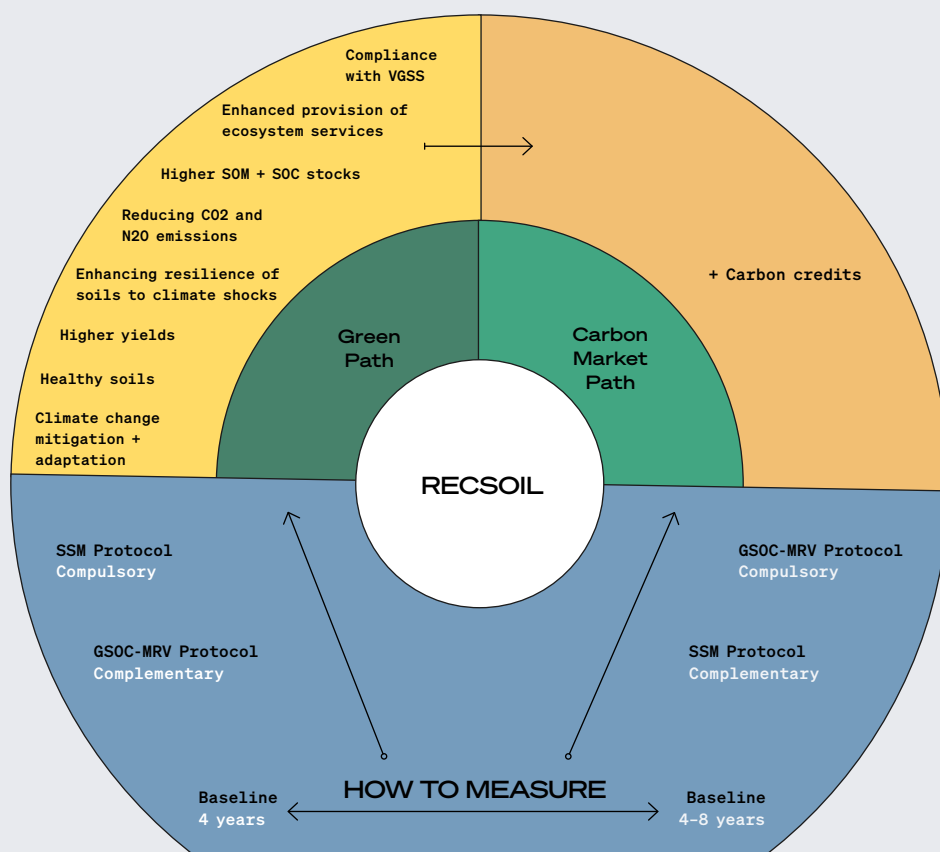 Compliance
with VGSS
Enhanced provision of
ecosystem services
Higher SOM + SOC stocks
Reducing CO2 and
N2O emissions
Enhancing resilience of
soils to climate shocks
Higher yields
Healthy soils
Climate change
mitigation +
adaptation
+ Carbon credits
Green
Path
Carbon
Market
Path
RECSOIL
SSM Protocol
Compulsory
GSOC-MRV Protocol
Complementary
GSOC-MRV Protocol
Compulsory
SSM Protocol
Complementary
HOW TO MEASURE
Baseline
4 years
Baseline
4-8 years